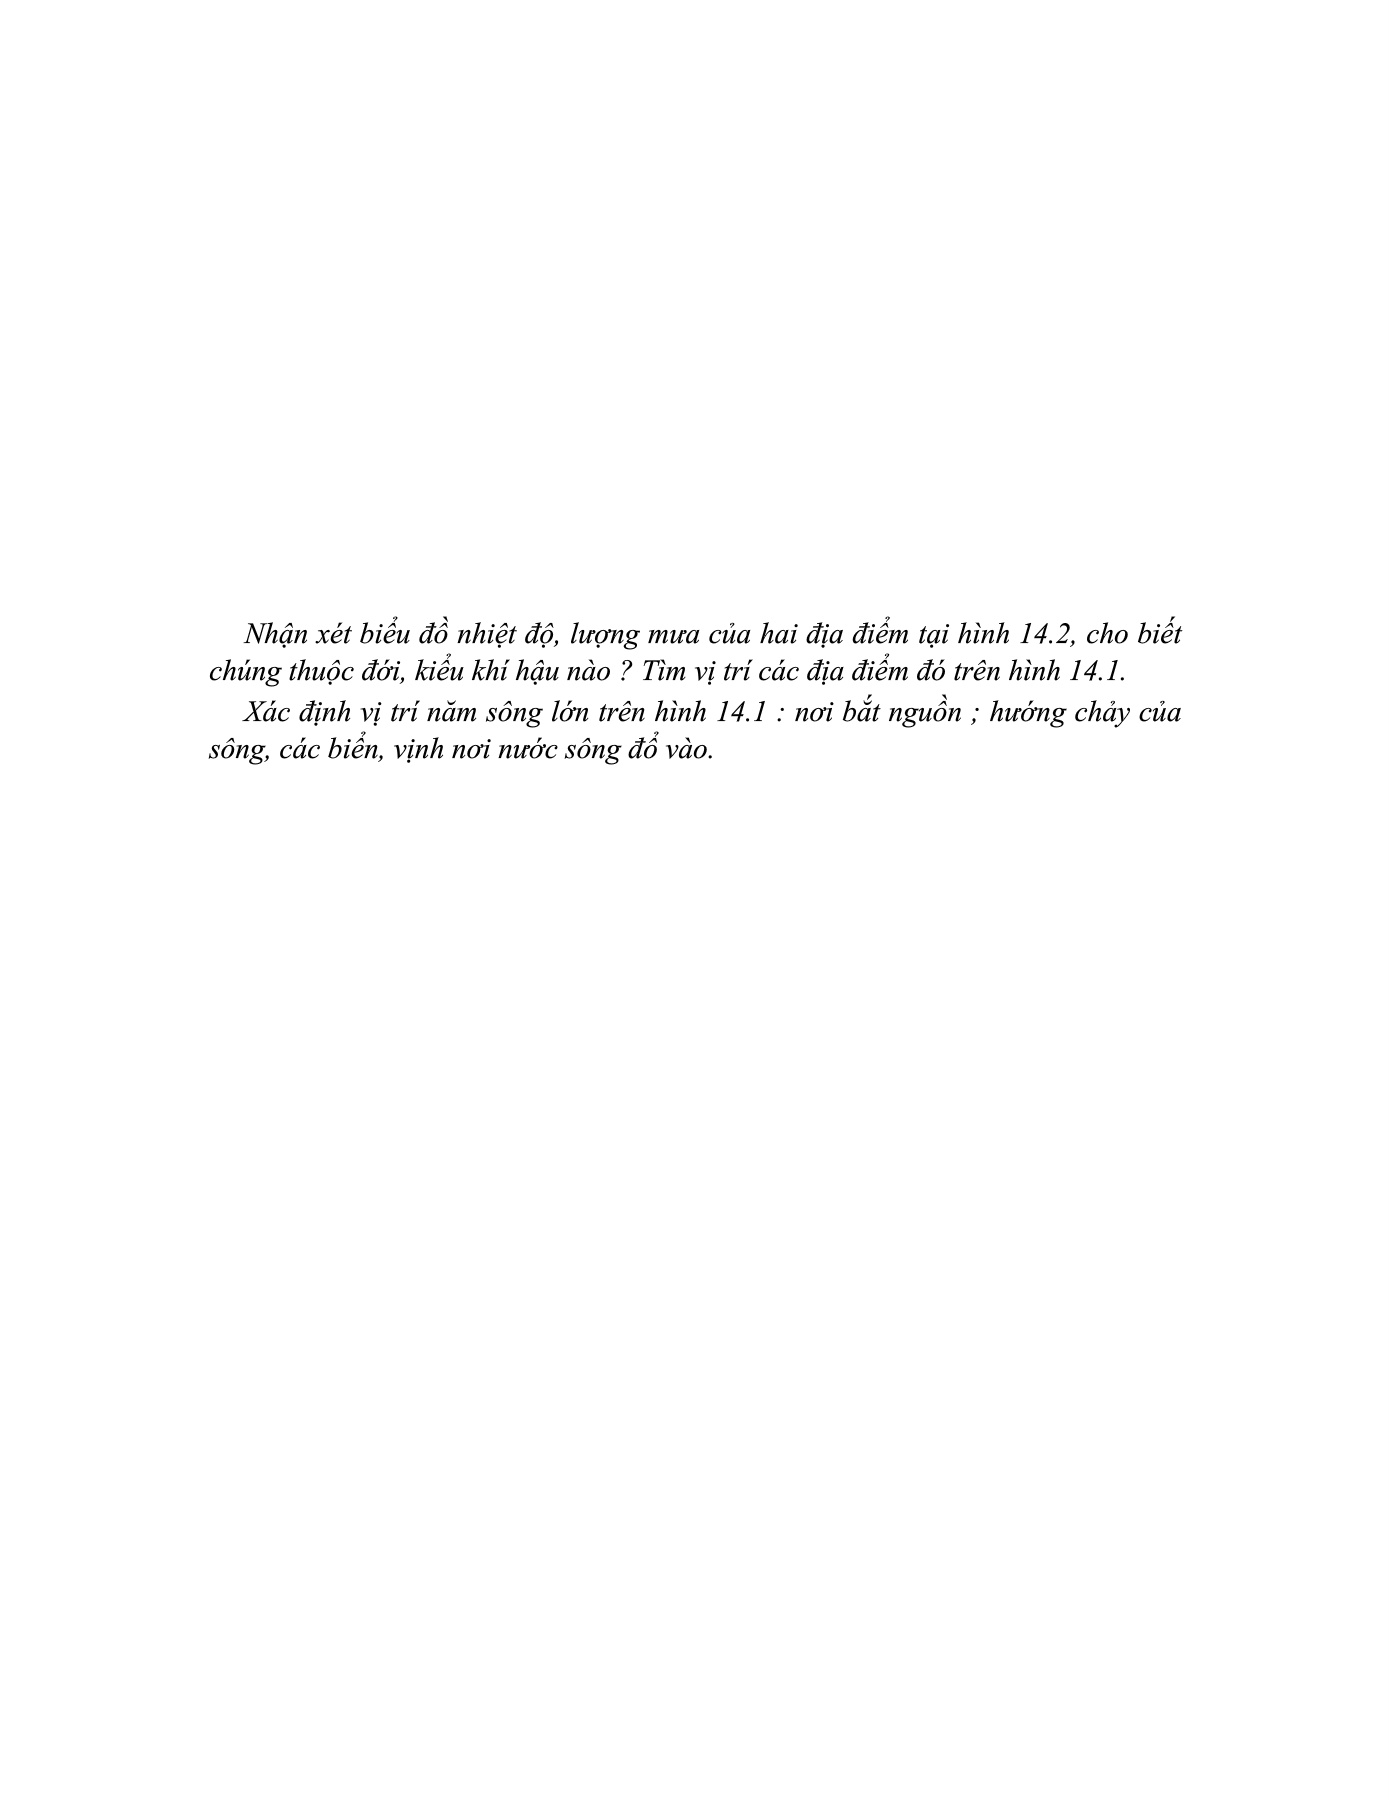 Nhận xét biểu đồ nhiệt độ, lượng mưa của hai địa điểm tại hình 14.2, cho biết
chúng thuộc đới, kiểu khí hậu nào ? Tìm vị trí các địa điểm đó trên hình 14.1.
Xác định vị trí năm sông lớn trên hình 14.1 : nơi bắt nguồn ; hướng chảy của
sông, các biển, vịnh nơi nước sông đổ vào.